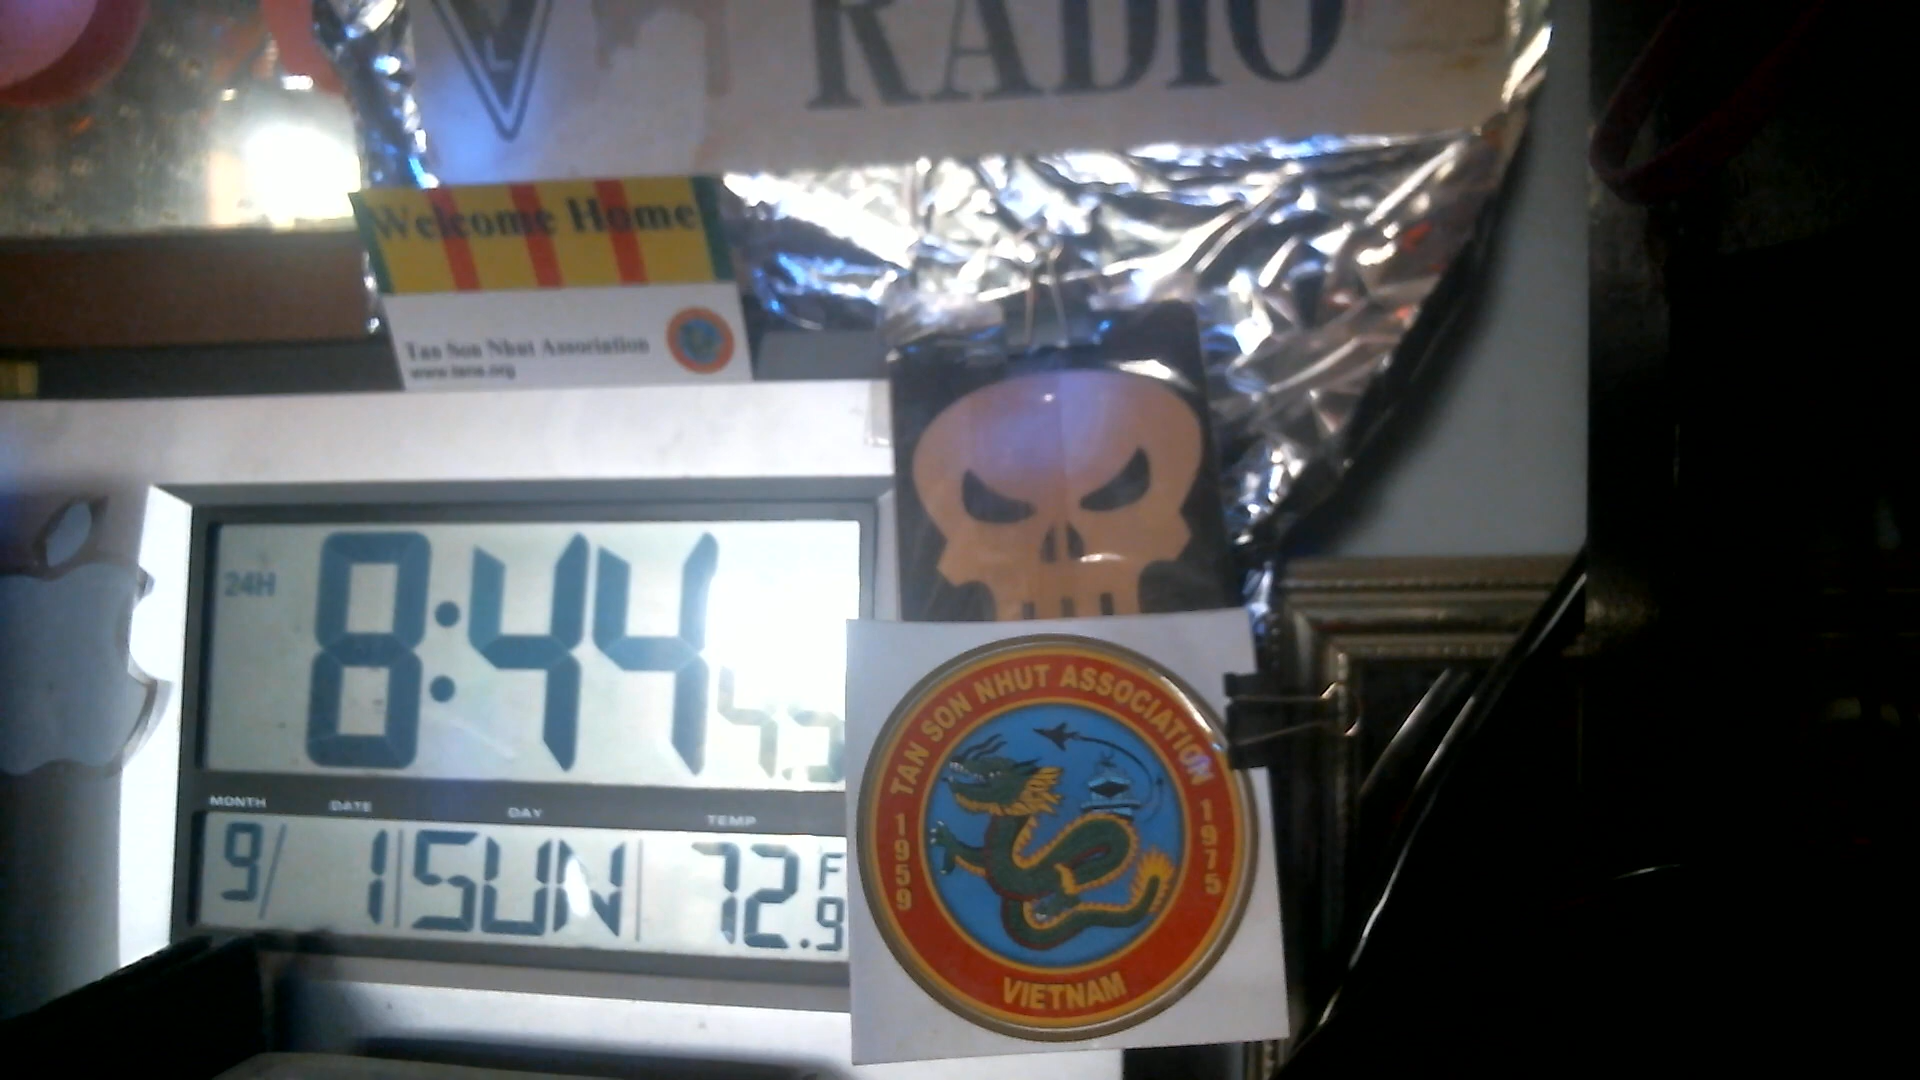 RADIO
Welcome Home
Tan Son Nhut Association
www.tsna.org
24H
8:44
MONTH DATE DAY TEMP
9/ 1 SUN 72.9 F
TAN SON NHUT ASSOCIATION
1959 1975
VIETNAM